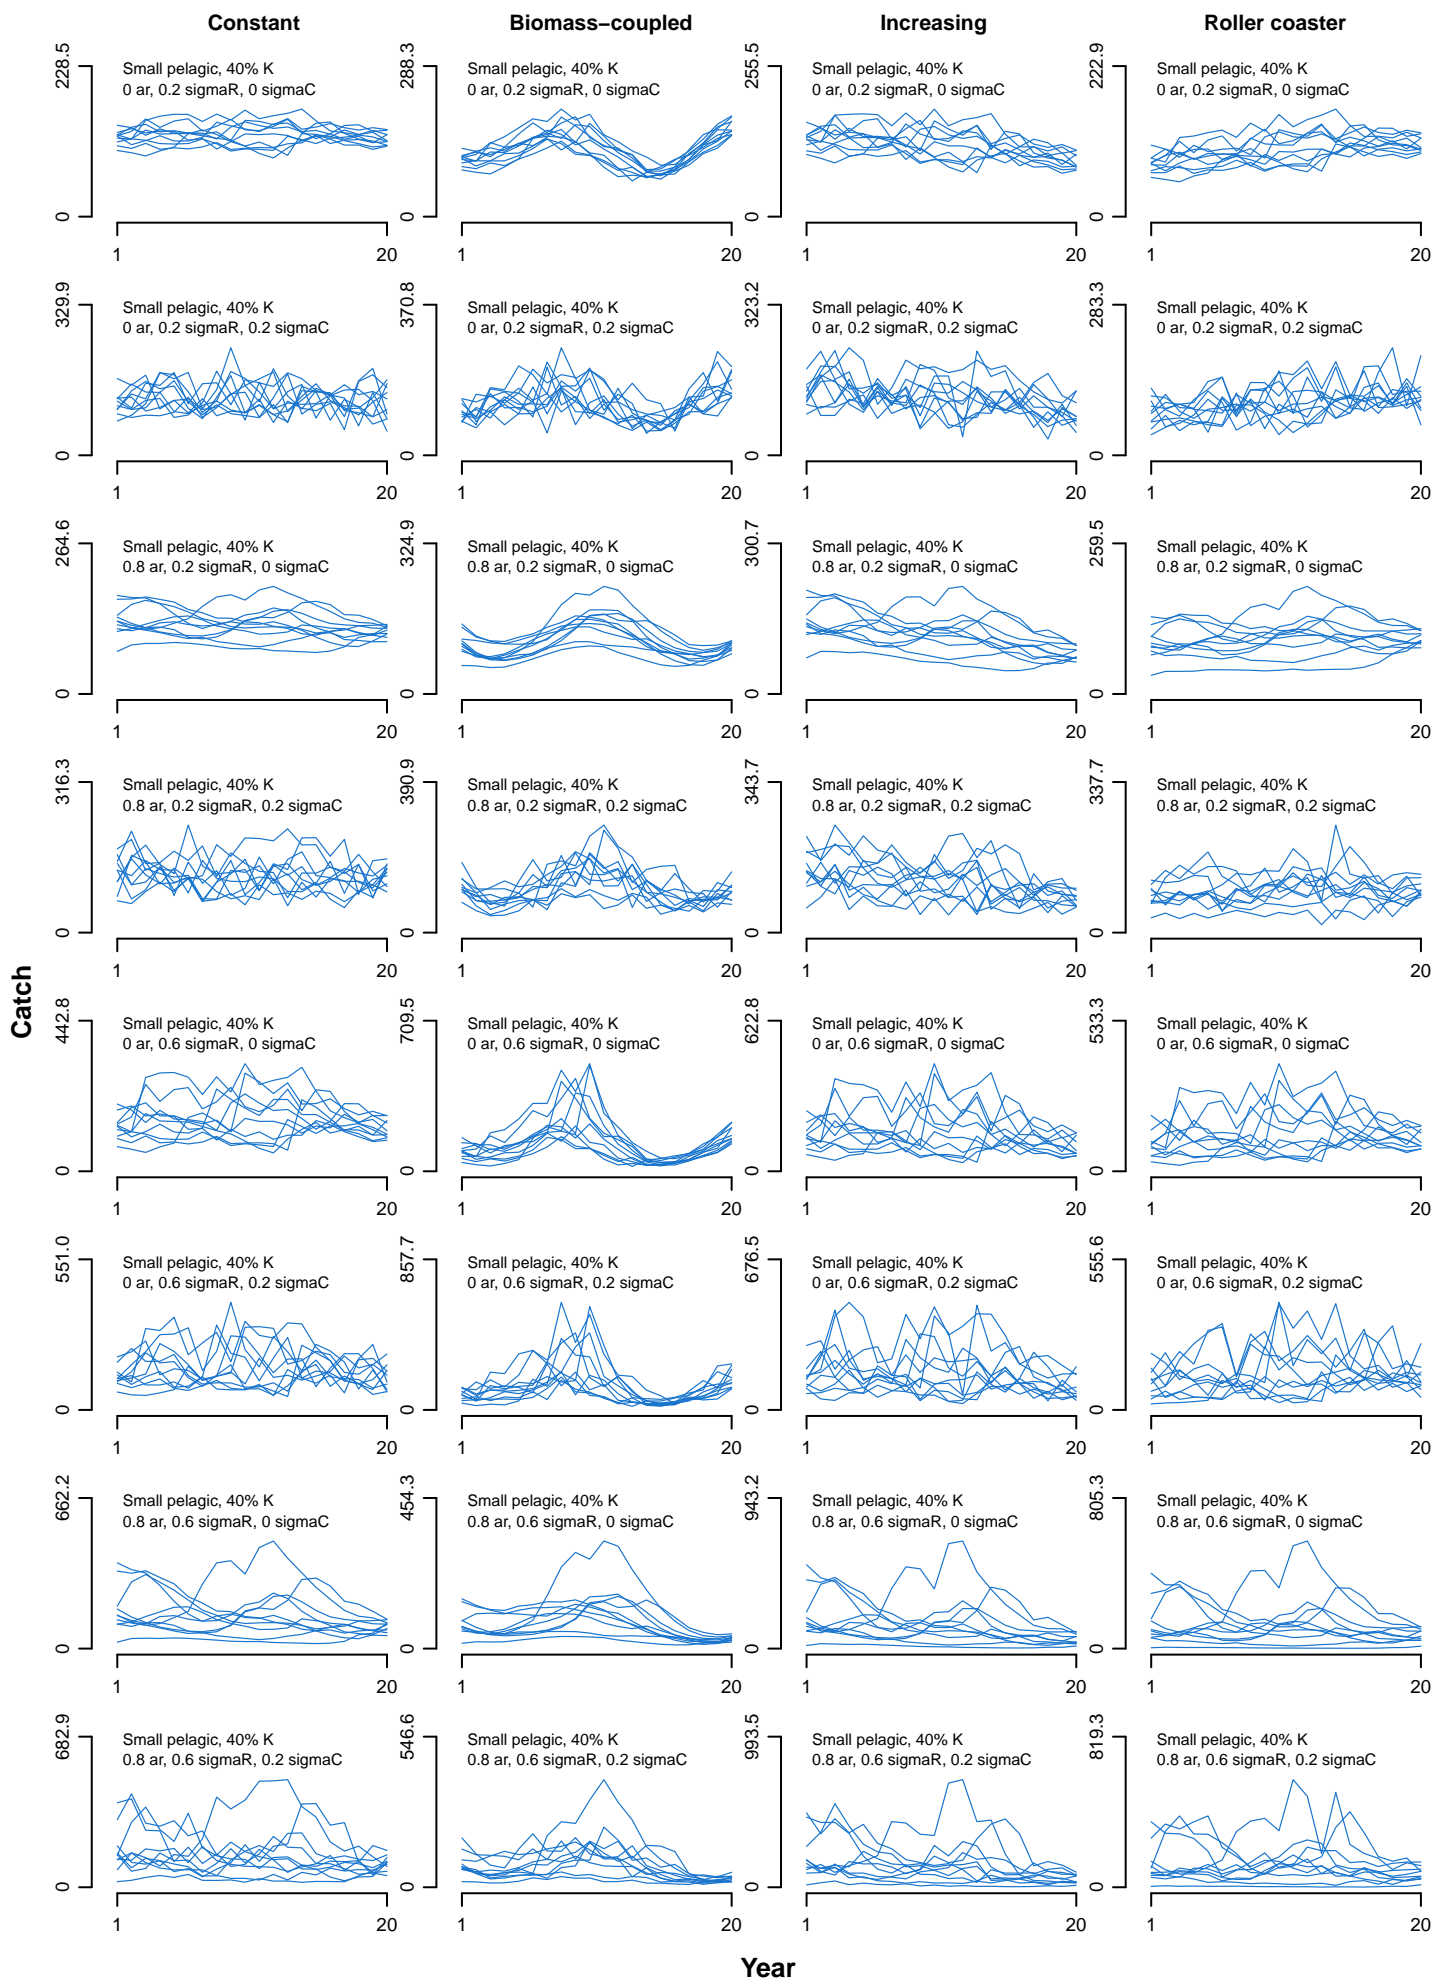 Constant
Biomass–coupled
Increasing
Roller coaster
228.5
Small pelagic, 40% K
0 ar, 0.2 sigmaR, 0 sigmaC
0
1
20
288.3
Small pelagic, 40% K
0 ar, 0.2 sigmaR, 0 sigmaC
0
1
20
255.5
Small pelagic, 40% K
0 ar, 0.2 sigmaR, 0 sigmaC
0
1
20
222.9
Small pelagic, 40% K
0 ar, 0.2 sigmaR, 0 sigmaC
0
1
20
329.9
Small pelagic, 40% K
0 ar, 0.2 sigmaR, 0.2 sigmaC
0
1
20
370.8
Small pelagic, 40% K
0 ar, 0.2 sigmaR, 0.2 sigmaC
0
1
20
323.2
Small pelagic, 40% K
0 ar, 0.2 sigmaR, 0.2 sigmaC
0
1
20
283.3
Small pelagic, 40% K
0 ar, 0.2 sigmaR, 0.2 sigmaC
0
1
20
264.6
Small pelagic, 40% K
0.8 ar, 0.2 sigmaR, 0 sigmaC
0
1
20
324.9
Small pelagic, 40% K
0.8 ar, 0.2 sigmaR, 0 sigmaC
0
1
20
300.7
Small pelagic, 40% K
0.8 ar, 0.2 sigmaR, 0 sigmaC
0
1
20
259.5
Small pelagic, 40% K
0.8 ar, 0.2 sigmaR, 0 sigmaC
0
1
20
316.3
Small pelagic, 40% K
0.8 ar, 0.2 sigmaR, 0.2 sigmaC
0
1
20
390.9
Small pelagic, 40% K
0.8 ar, 0.2 sigmaR, 0.2 sigmaC
0
1
20
343.7
Small pelagic, 40% K
0.8 ar, 0.2 sigmaR, 0.2 sigmaC
0
1
20
337.7
Small pelagic, 40% K
0.8 ar, 0.2 sigmaR, 0.2 sigmaC
0
1
20
Catch
442.8
Small pelagic, 40% K
0 ar, 0.6 sigmaR, 0 sigmaC
0
1
20
709.5
Small pelagic, 40% K
0 ar, 0.6 sigmaR, 0 sigmaC
0
1
20
622.8
Small pelagic, 40% K
0 ar, 0.6 sigmaR, 0 sigmaC
0
1
20
533.3
Small pelagic, 40% K
0 ar, 0.6 sigmaR, 0 sigmaC
0
1
20
551.0
Small pelagic, 40% K
0 ar, 0.6 sigmaR, 0.2 sigmaC
0
1
20
857.7
Small pelagic, 40% K
0 ar, 0.6 sigmaR, 0.2 sigmaC
0
1
20
676.5
Small pelagic, 40% K
0 ar, 0.6 sigmaR, 0.2 sigmaC
0
1
20
555.6
Small pelagic, 40% K
0 ar, 0.6 sigmaR, 0.2 sigmaC
0
1
20
662.2
Small pelagic, 40% K
0.8 ar, 0.6 sigmaR, 0 sigmaC
0
1
20
454.3
Small pelagic, 40% K
0.8 ar, 0.6 sigmaR, 0 sigmaC
0
1
20
943.2
Small pelagic, 40% K
0.8 ar, 0.6 sigmaR, 0 sigmaC
0
1
20
805.3
Small pelagic, 40% K
0.8 ar, 0.6 sigmaR, 0 sigmaC
0
1
20
682.9
Small pelagic, 40% K
0.8 ar, 0.6 sigmaR, 0.2 sigmaC
0
1
20
546.6
Small pelagic, 40% K
0.8 ar, 0.6 sigmaR, 0.2 sigmaC
0
1
20
993.5
Small pelagic, 40% K
0.8 ar, 0.6 sigmaR, 0.2 sigmaC
0
1
20
819.3
Small pelagic, 40% K
0.8 ar, 0.6 sigmaR, 0.2 sigmaC
0
1
20
Year